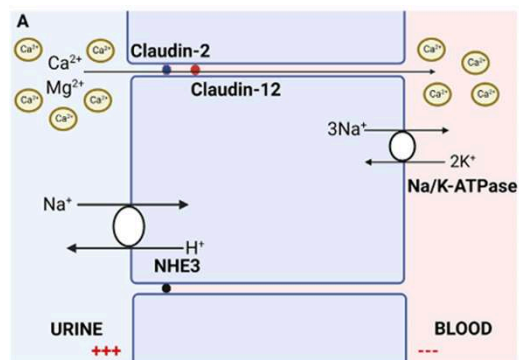 A
Claudin-2
Ca²⁺ Ca²⁺ Ca²⁺
Ca²⁺
Ca²⁺
Mg²⁺
Claudin-12
Ca²⁺ Ca²⁺ Ca²⁺ Ca²⁺
Ca²⁺
3Na⁺
2K⁺
Na/K-ATPase
Na⁺
H⁺
NHE3
URINE BLOOD
+++ ---